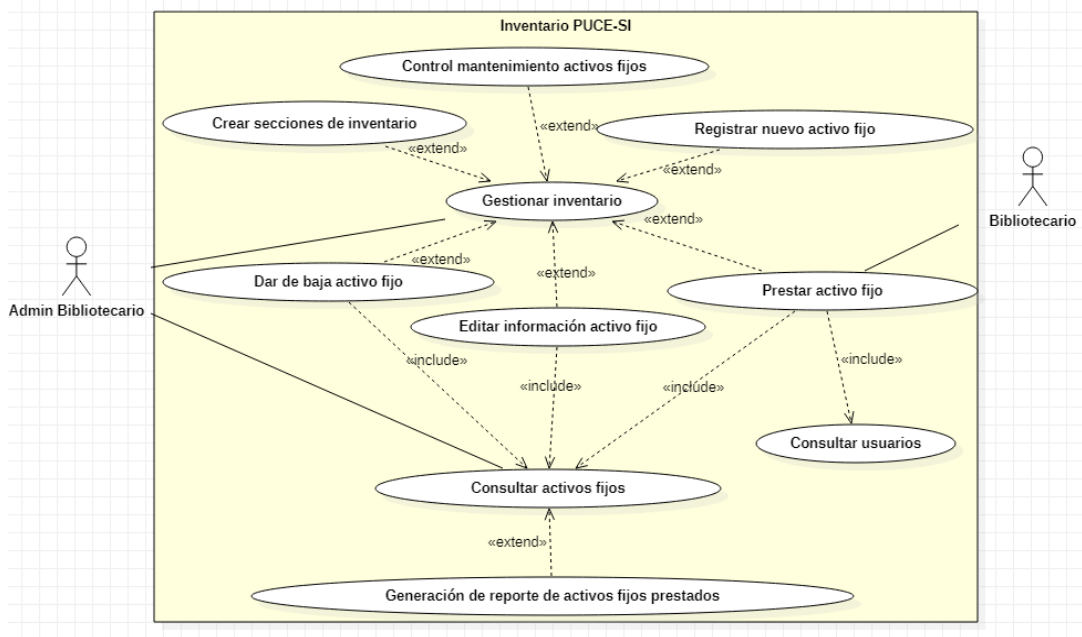 Inventario PUCE-SI
Control mantenimiento activos fijos
Crear secciones de inventario
«extend»
Registrar nuevo activo fijo
«extend»
«extend»
Gestionar inventario
«extend»
Bibliotecario
«extend»
«extend»
Dar de baja activo fijo
Prestar activo fijo
Admin Bibliotecario
Editar información activo fijo
«include»
«include»
«include»
«include»
Consultar usuarios
Consultar activos fijos
«extend»
Generación de reporte de activos fijos prestados